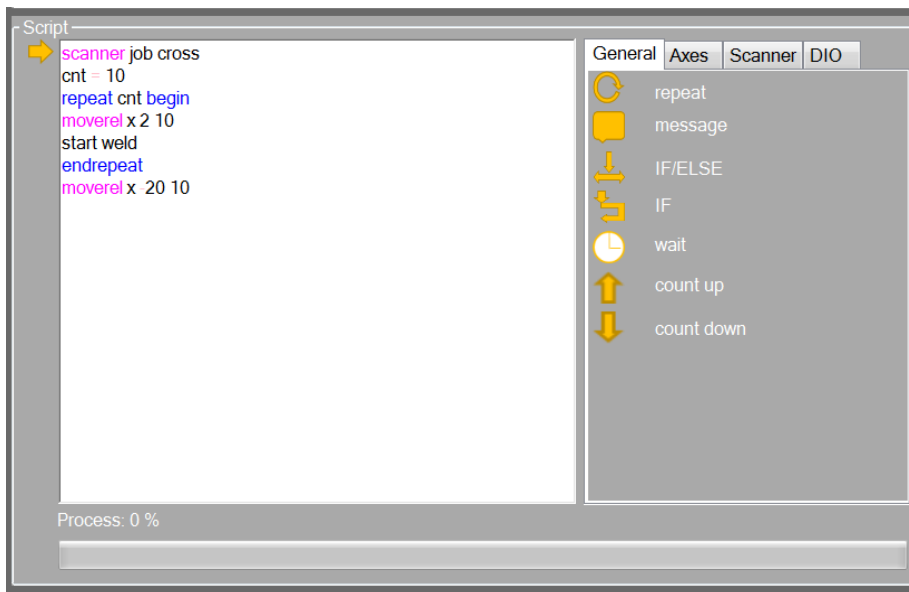 Script
scanner job cross
cnt = 10
repeat cnt begin
moverel x 2 10
start weld
endrepeat
moverel x -20 10
General Axes Scanner DIO
repeat
message
IF/ELSE
IF
wait
count up
count down
Process: 0 %